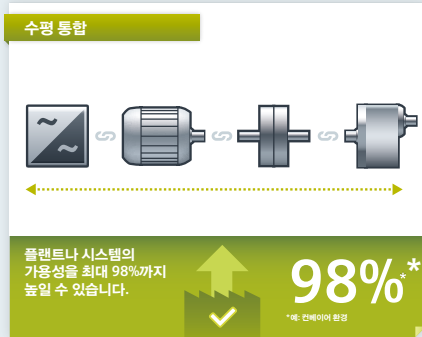 수평 통합
플랜트나 시스템의
가용성을 최대 98%까지
높일 수 있습니다.
98%*
*예: 컨베이어 환경